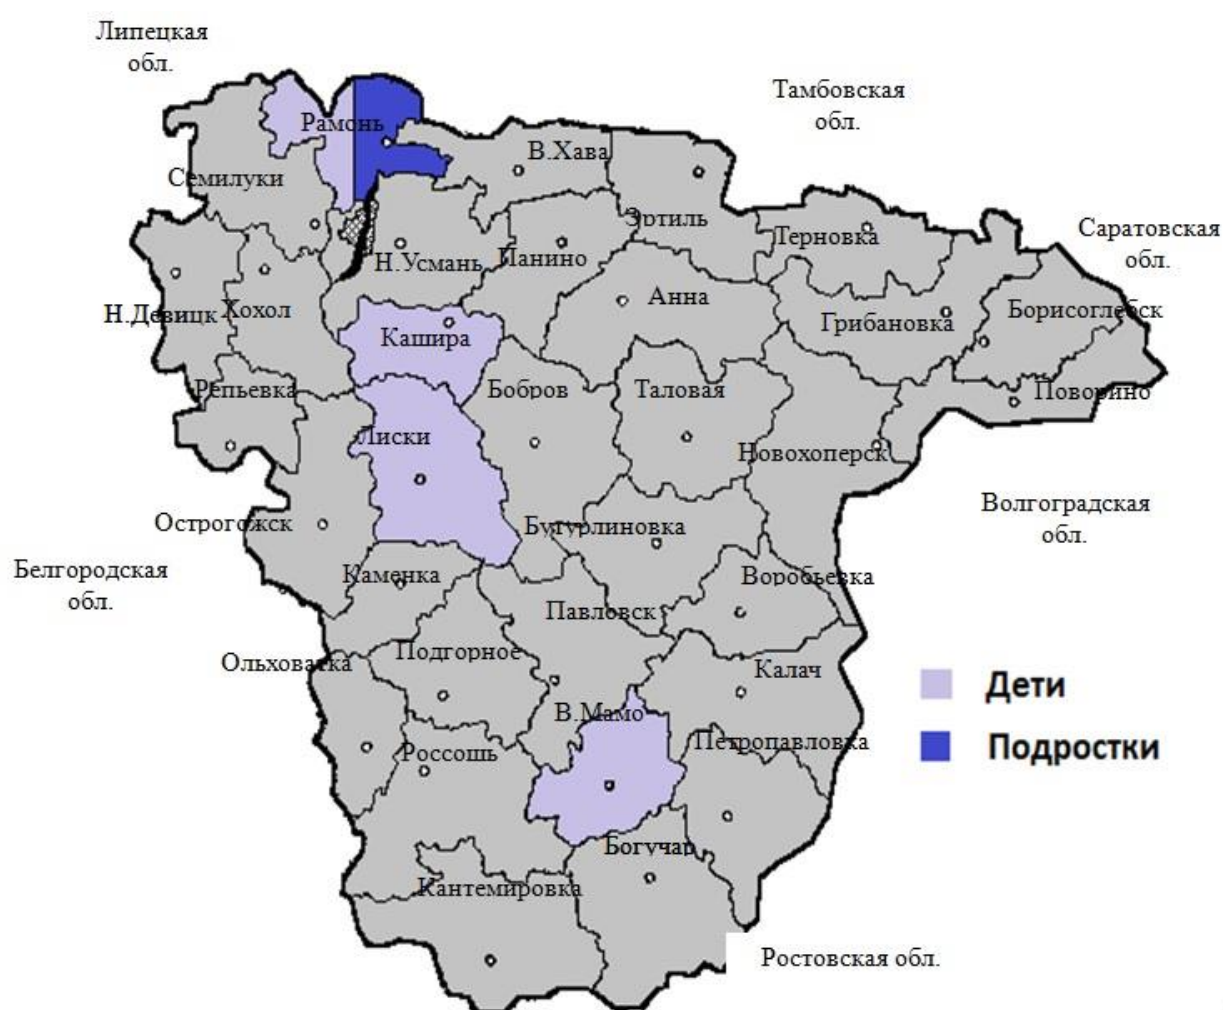 Липецкая
обл.
Тамбовская
обл.
Рамонь
В.Хава
Семилуки
Эртиль
Терновка
Саратовская
обл.
Н.Усмань
Панино
Анна
Н.Девицк
Хохол
Грибановка
Борисоглебск
Кашира
Репьевка
Бобров
Таловая
Поворино
Лиски
Новохоперск
Острогожск
Бутурлиновка
Волгоградская
обл.
Белгородская
обл.
Каменка
Воробьевка
Павловск
Ольховатка
Подгорное
Калач
Дети
В.Мамо
Петропавловка
Подростки
Россошь
Богучар
Кантемировка
Ростовская обл.